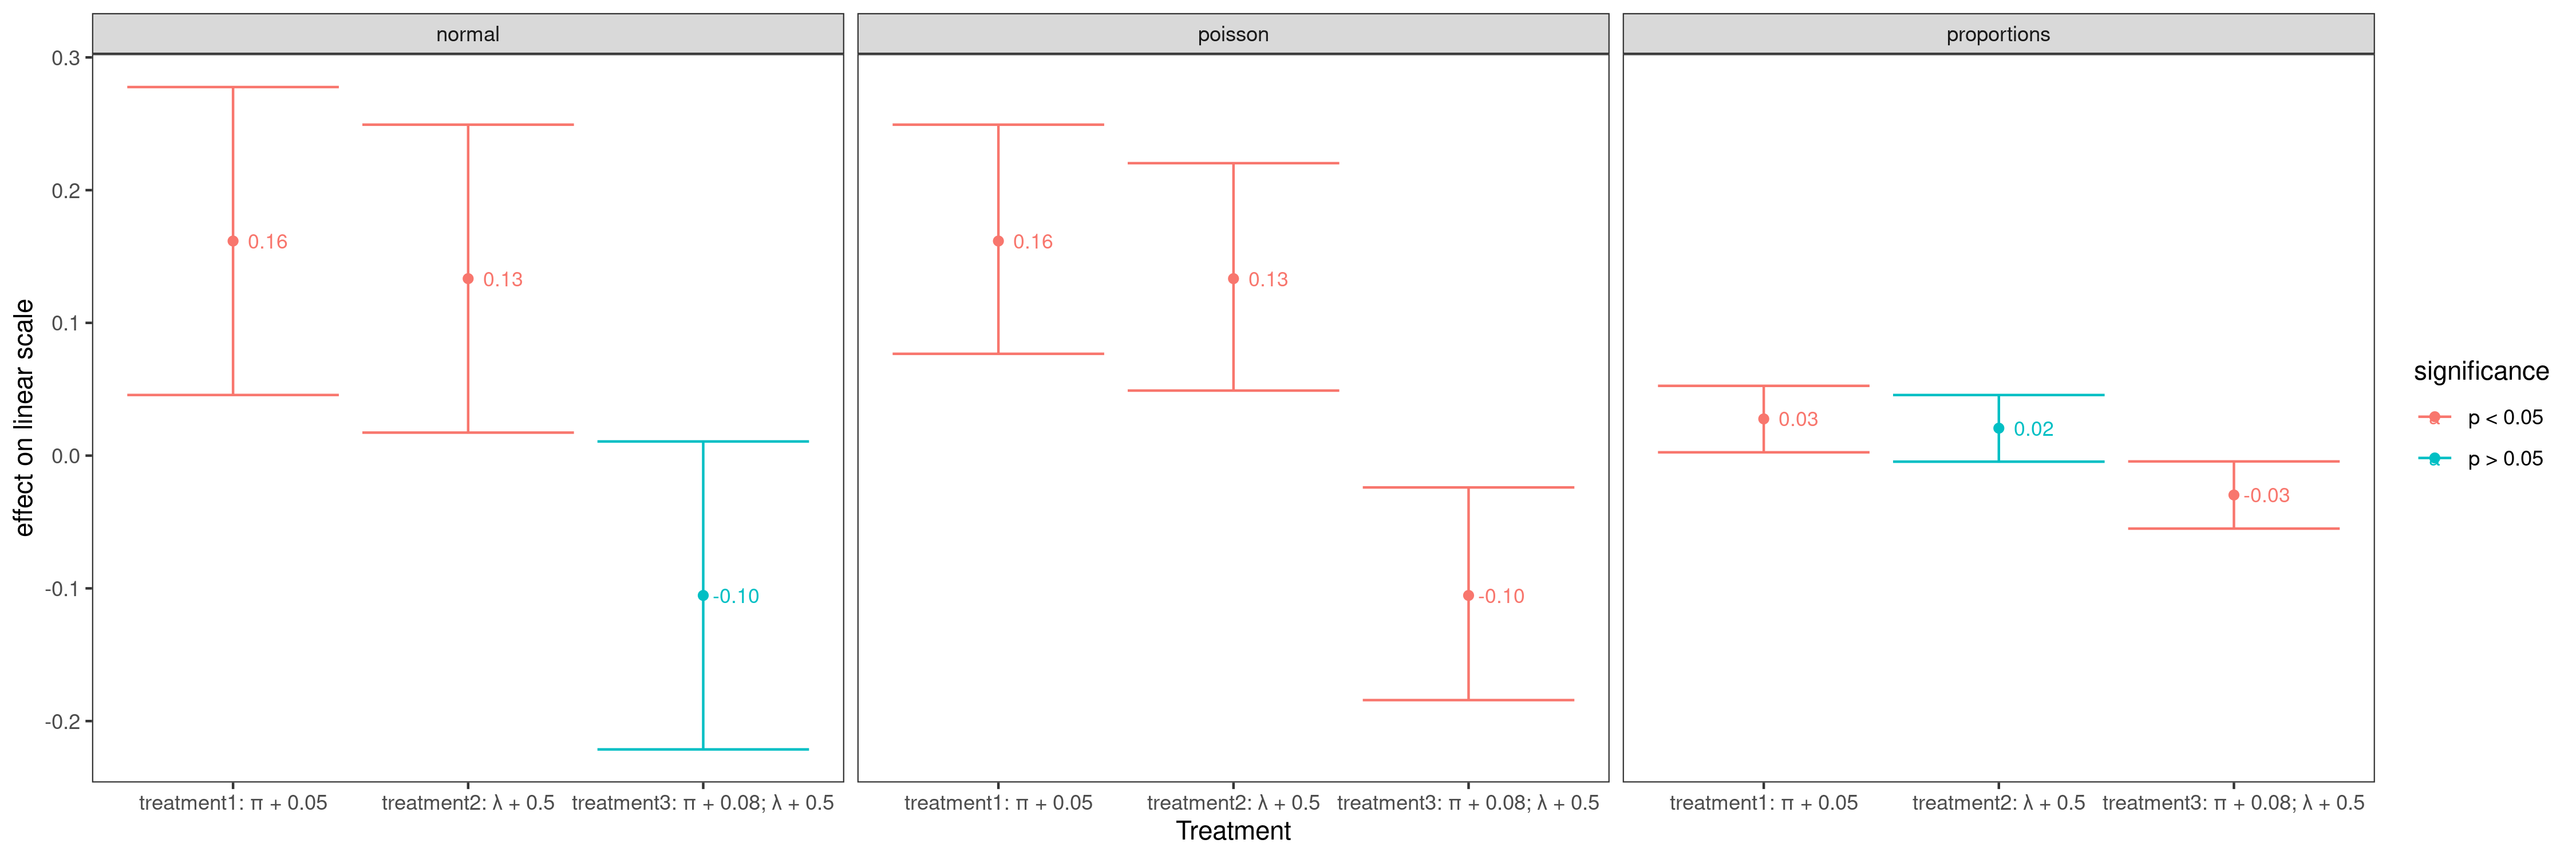 normal
poisson
proportions
effect on linear scale
0.3
0.2
0.1
0.0
-0.1
-0.2
0.16
0.13
-0.10
0.16
0.13
-0.10
0.03
0.02
-0.03
treatment1: π + 0.05
treatment2: λ + 0.5
treatment3: π + 0.08; λ + 0.5
treatment1: π + 0.05
treatment2: λ + 0.5
treatment3: π + 0.08; λ + 0.5
treatment1: π + 0.05
treatment2: λ + 0.5
treatment3: π + 0.08; λ + 0.5
Treatment
significance
p < 0.05
p > 0.05